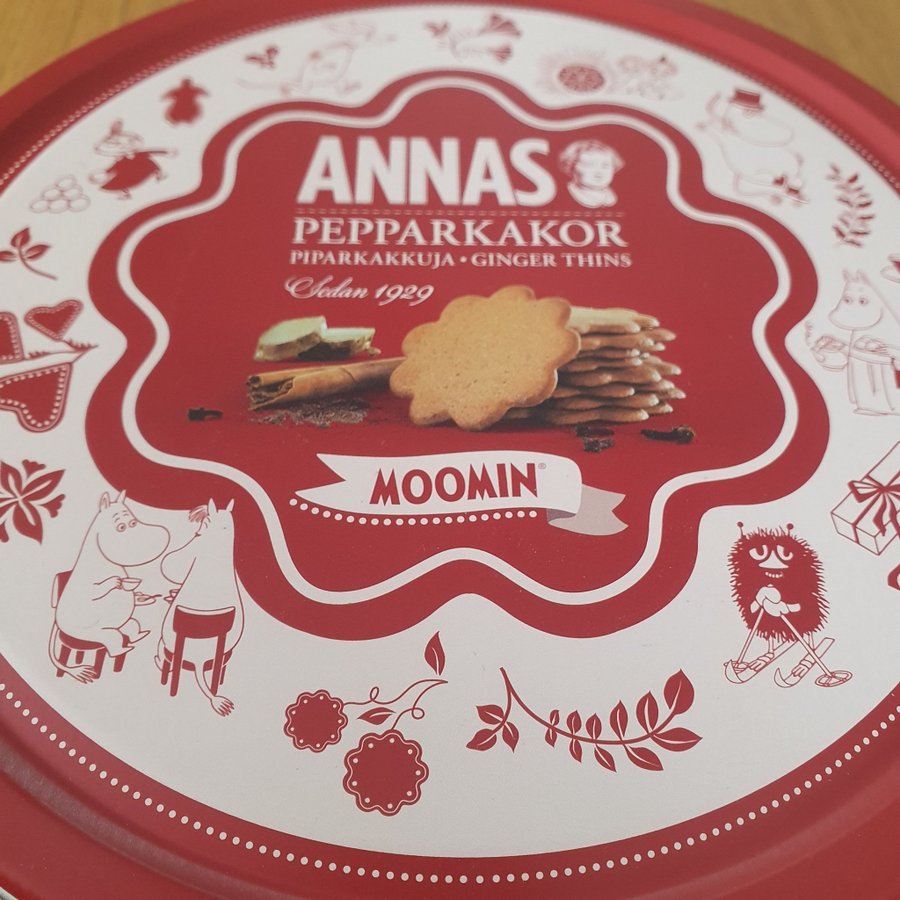 ANNAS
PEPPARKAKOR
PIPARKAKKUJA • GINGER THINS
Sedan 1929
MOOMIN®